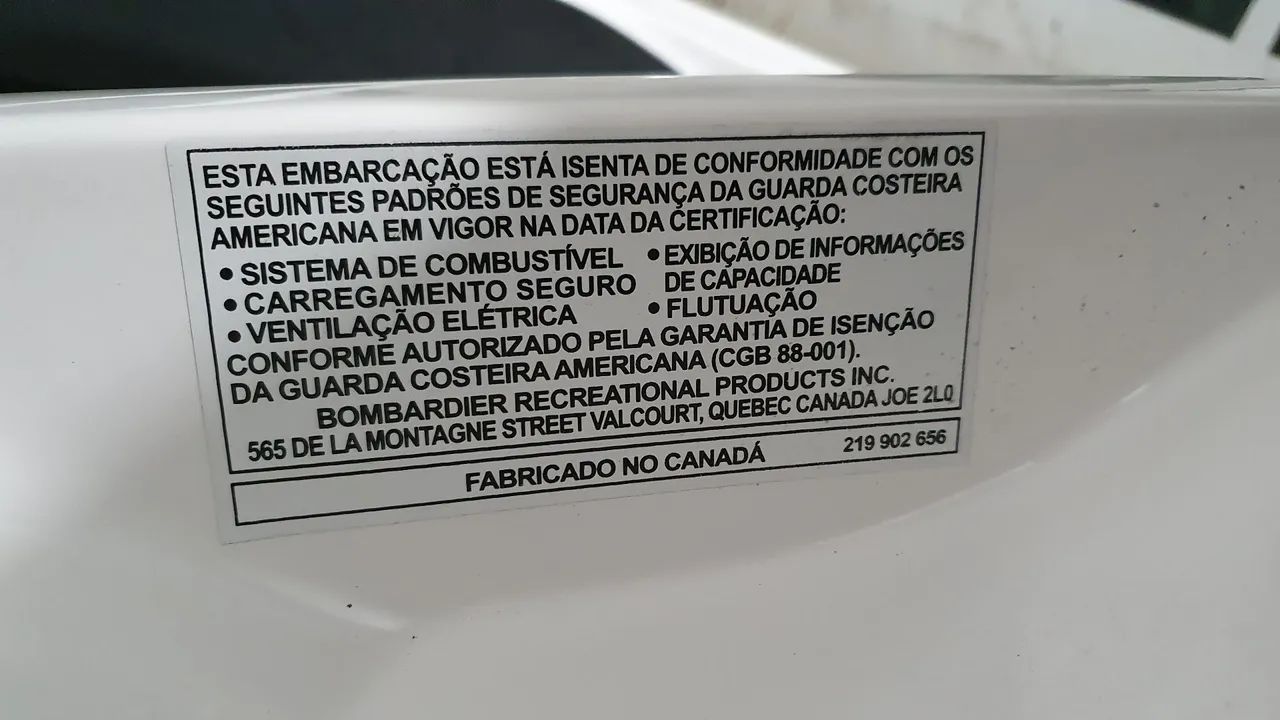 ESTA EMBARCAÇÃO ESTÁ ISENTA DE CONFORMIDADE COM OS
SEGUINTES PADRÕES DE SEGURANÇA DA GUARDA COSTEIRA
AMERICANA EM VIGOR NA DATA DA CERTIFICAÇÃO:
• SISTEMA DE COMBUSTÍVEL
• CARREGAMENTO SEGURO
• VENTILAÇÃO ELÉTRICA
• EXIBIÇÃO DE INFORMAÇÕES
DE CAPACIDADE
• FLUTUAÇÃO
CONFORME AUTORIZADO PELA GARANTIA DE ISENÇÃO
DA GUARDA COSTEIRA AMERICANA (CGB 88-001).
BOMBARDIER RECREATIONAL PRODUCTS INC.
565 DE LA MONTAGNE STREET VALCOURT, QUEBEC CANADA JOE 2L0
FABRICADO NO CANADÁ 219 902 656